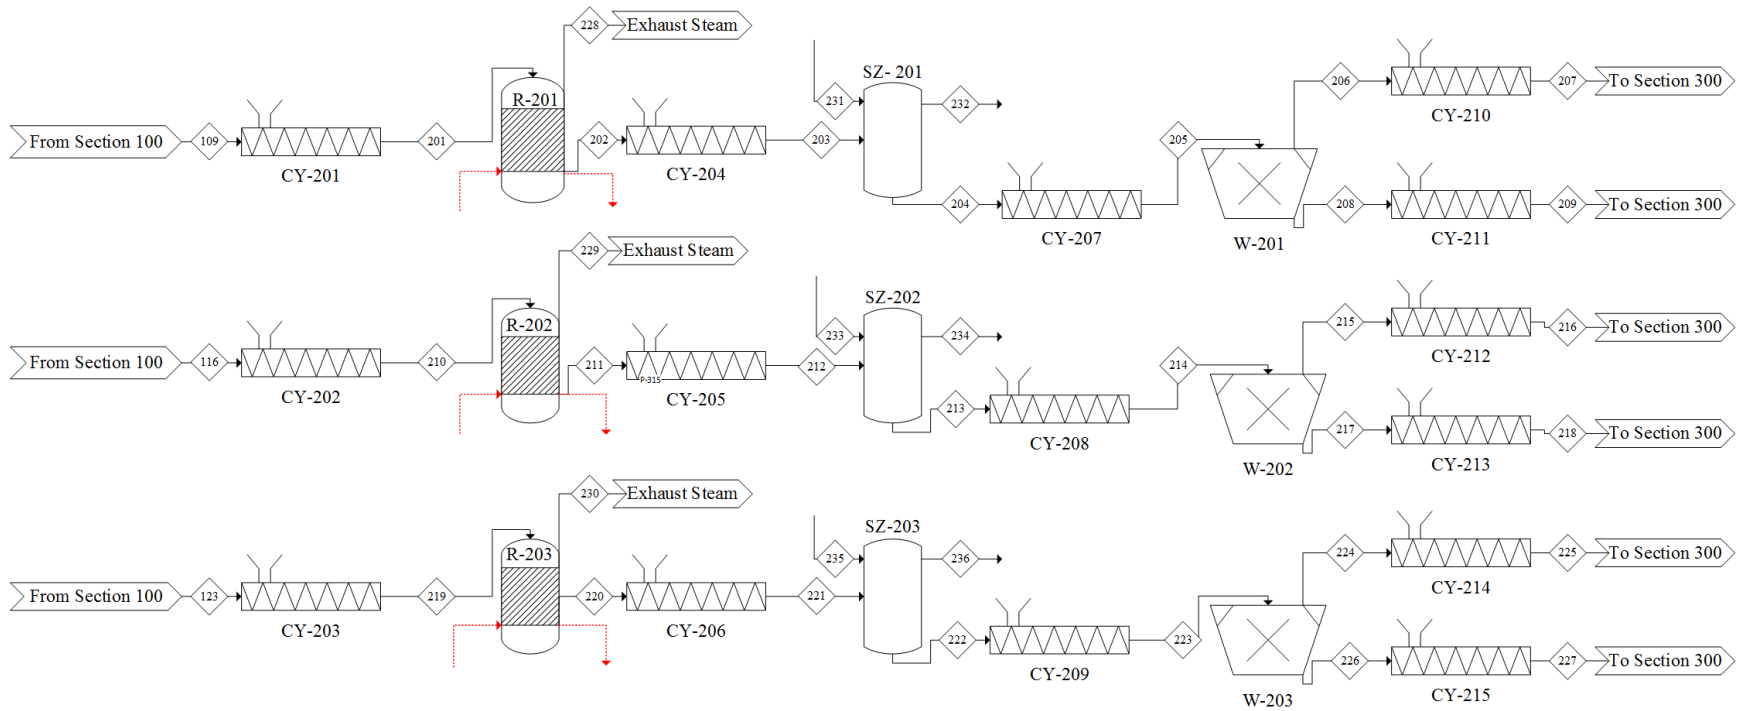 228
Exhaust Steam
SZ- 201
R-201
231
232
206
207
To Section 300
CY-210
From Section 100
109
201
202
203
205
CY-201
CY-204
204
208
209
To Section 300
CY-207
W-201
CY-211
229
Exhaust Steam
SZ-202
R-202
233
234
215
216
To Section 300
CY-212
From Section 100
116
210
211
212
214
P-315
CY-202
CY-205
213
217
218
To Section 300
CY-208
W-202
CY-213
230
Exhaust Steam
SZ-203
R-203
235
236
224
225
To Section 300
CY-214
From Section 100
123
219
220
221
CY-203
CY-206
222
223
226
227
To Section 300
CY-209
W-203
CY-215